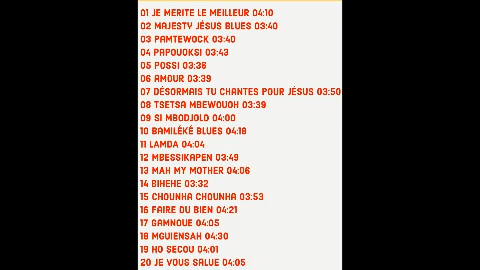 01 JE MERITE LE MEILLEUR 04:10
02 MAJESTY JÉSUS BLUES 03:40
03 PAMTEWOCK 03:40
04 PAPOUOKSI 03:43
05 POSSI 03:36
06 AMOUR 03:39
07 DÉSORMAIS TU CHANTES POUR JÉSUS 03:50
08 TSETSA MBEWOUOH 03:39
09 SI MBODJOLO 04:00
10 BAMILÉKÉ BLUES 04:18
11 LAMDA 04:04
12 MBESSIKAPEN 03:49
13 MAH MY MOTHER 04:06
14 BIHEHE 03:32
15 CHOUNHA CHOUNHA 03:53
16 FAIRE DU BIEN 04:21
17 GAMNOUE 04:05
18 MGUIENSAH 04:30
19 HO SECOU 04:01
20 JE VOUS SALUE 04:05